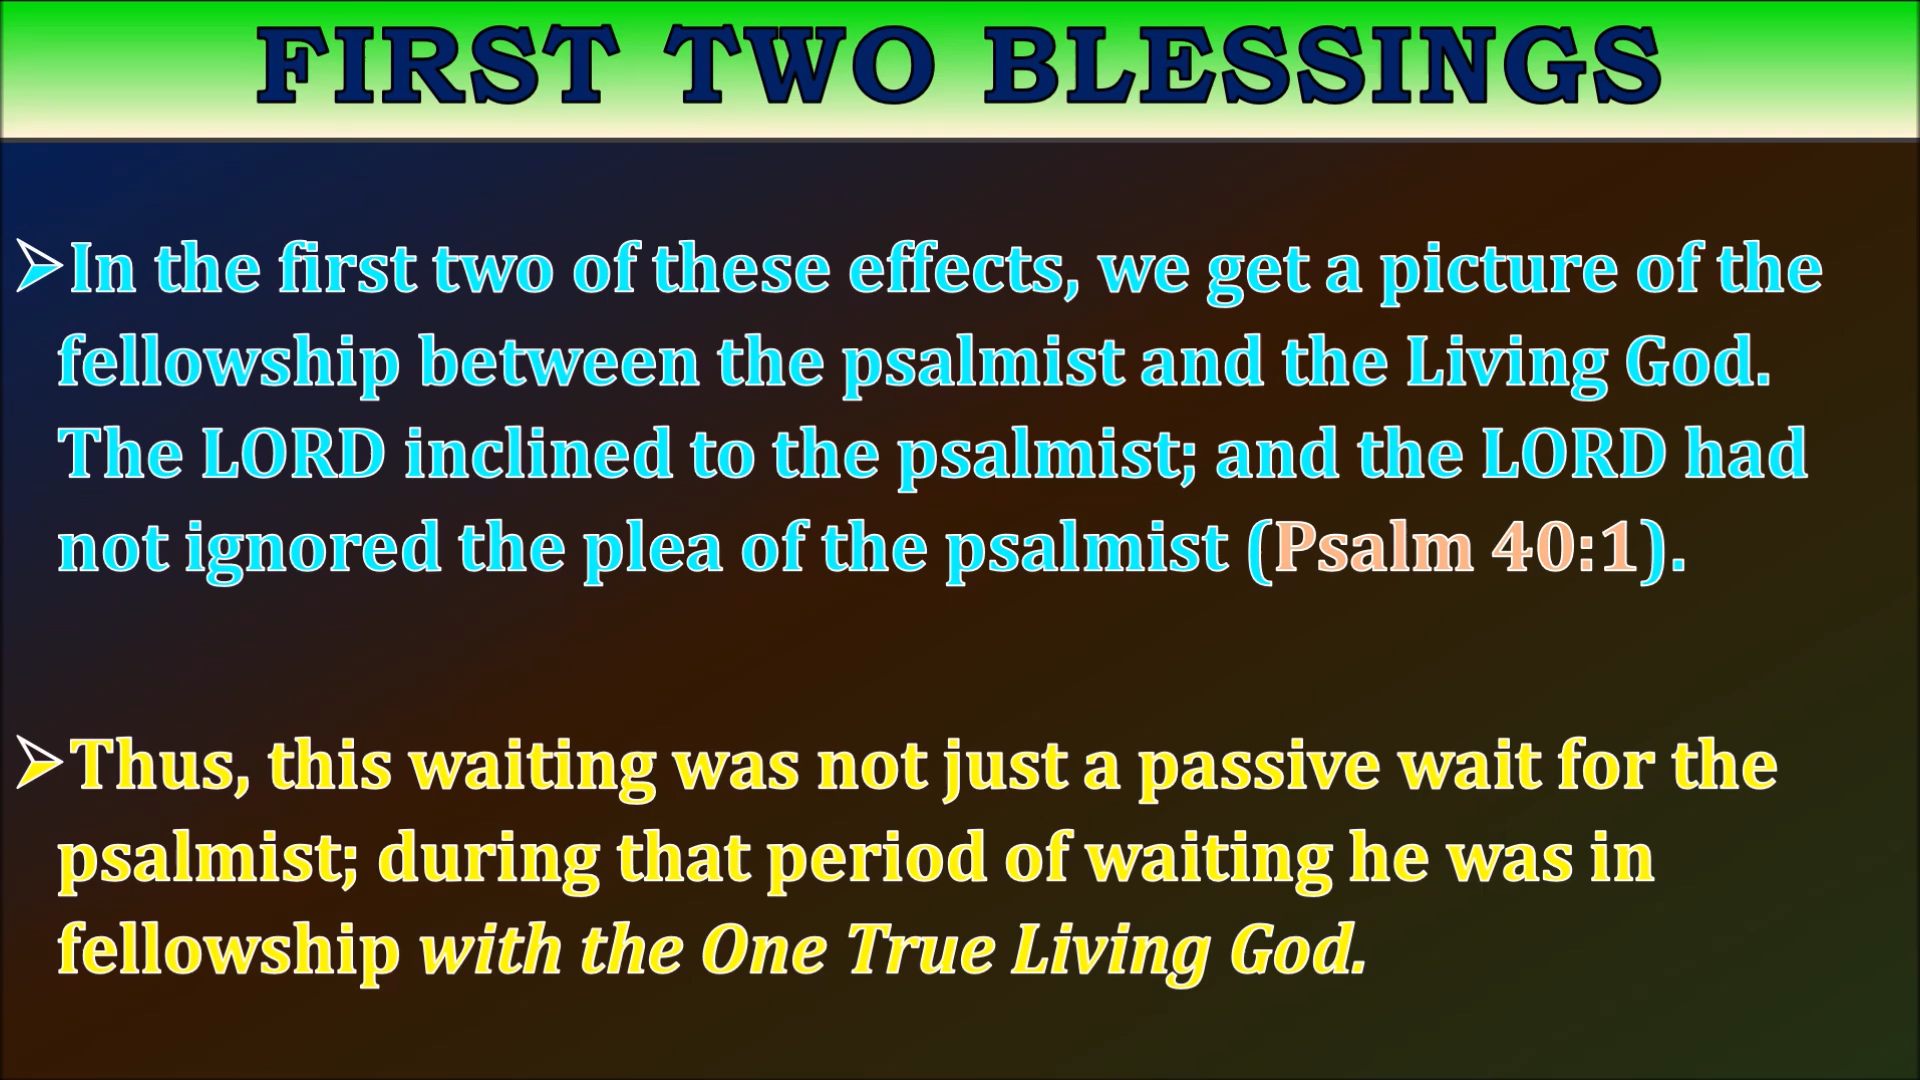 FIRST TWO BLESSINGS
➢In the first two of these effects, we get a picture of the
fellowship between the psalmist and the Living God.
The LORD inclined to the psalmist; and the LORD had
not ignored the plea of the psalmist (Psalm 40:1).
➢Thus, this waiting was not just a passive wait for the
psalmist; during that period of waiting he was in
fellowship with the One True Living God.